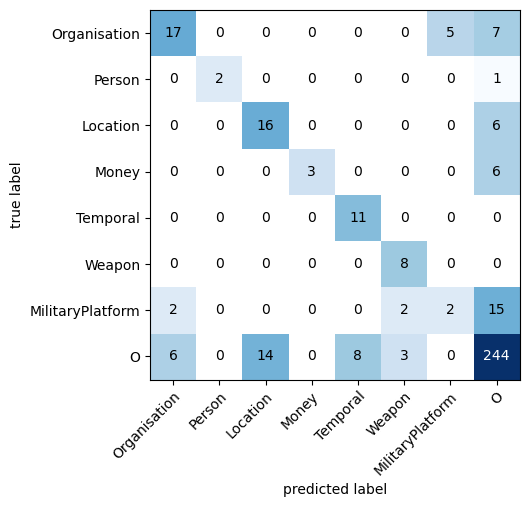 true label
Organisation 17 0 0 0 0 0 5 7
Person 0 2 0 0 0 0 0 1
Location 0 0 16 0 0 0 0 6
Money 0 0 0 3 0 0 0 6
Temporal 0 0 0 0 11 0 0 0
Weapon 0 0 0 0 0 8 0 0
MilitaryPlatform 2 0 0 0 0 2 2 15
O 6 0 14 0 8 3 0 244
Organisation Person Location Money Temporal Weapon MilitaryPlatform O
predicted label